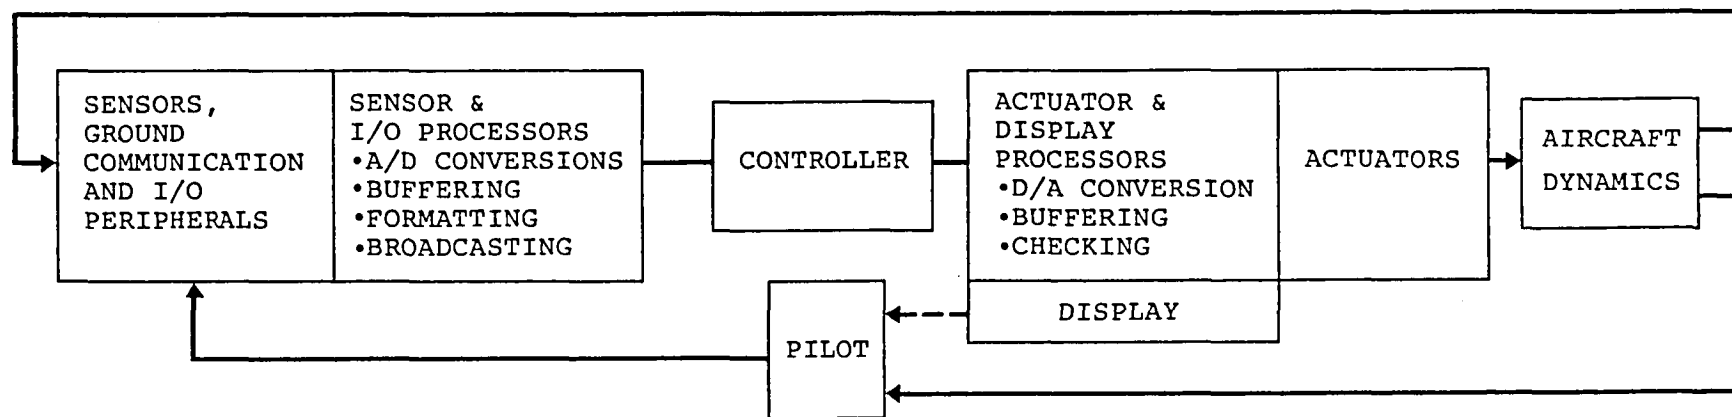 SENSORS,
GROUND
COMMUNICATION
AND I/O
PERIPHERALS
SENSOR &
I/O PROCESSORS
•A/D CONVERSIONS
•BUFFERING
•FORMATTING
•BROADCASTING
CONTROLLER
ACTUATOR &
DISPLAY
PROCESSORS
•D/A CONVERSION
•BUFFERING
•CHECKING
ACTUATORS
AIRCRAFT
DYNAMICS
DISPLAY
PILOT